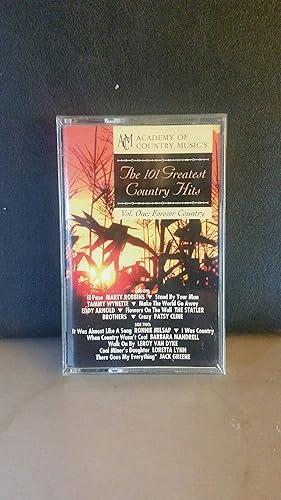 ACM ACADEMY OF
COUNTRY MUSIC'S
The 101 Greatest
Country Hits
Vol. One: Forever Country
El Paso MARTY ROBBINS ▼ Stand By Your Man
TAMMY WYNETTE ▼ Make The World Go Away
EDDY ARNOLD ▼ Flowers On The Wall THE STATLER
BROTHERS ▼ Crazy PATSY CLINE
SIDE TWO:
It Was Almost Like A Song RONNIE MILSAP ▼ I Was Country
When Country Wasn't Cool BARBARA MANDRELL
Walk On By LEROY VAN DYKE
Coal Miner's Daughter LORETTA LYNN
There Goes My Everything* JACK GREENE